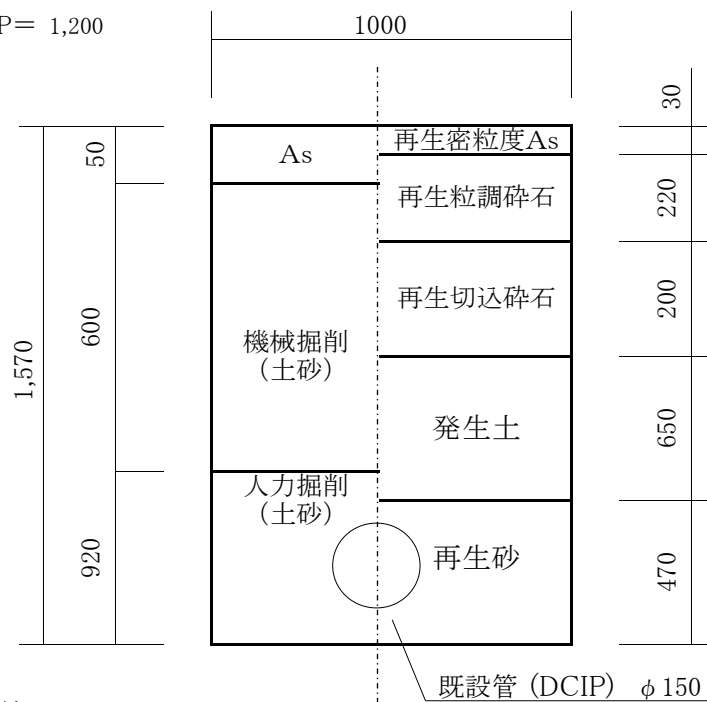 P= 1,200
1000
30
50
As
再生密粒度As
再生粒調砕石
220
再生切込砕石
200
600
機械掘削
(土砂)
1,570
発生土
650
人力掘削
(土砂)
920
再生砂
470
既設管 (DCIP) φ150